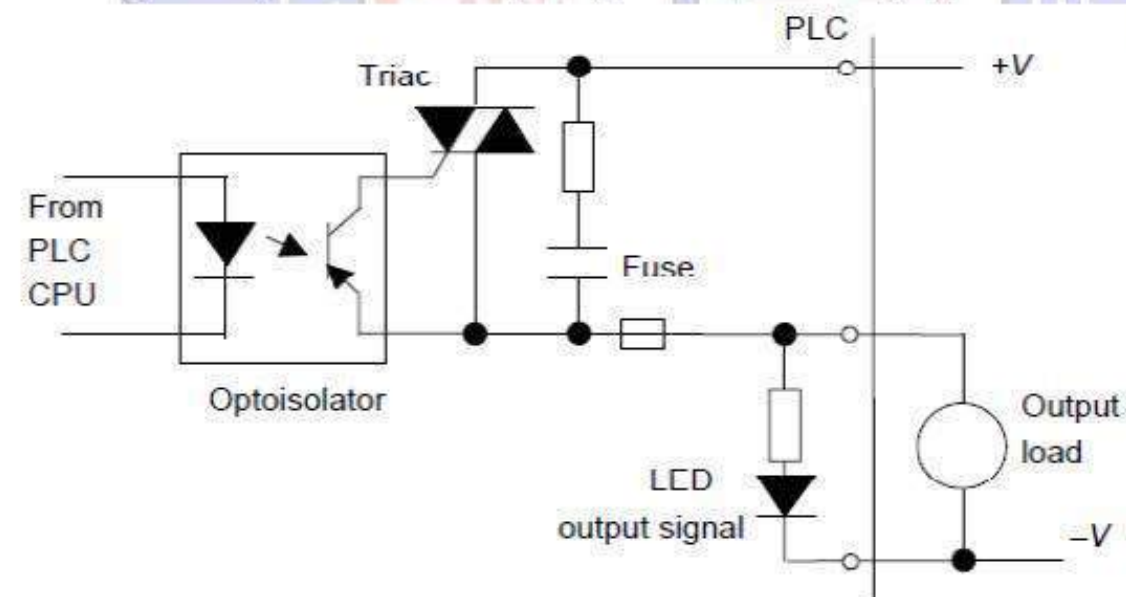 PLC
Triac
+V
From
PLC
CPU
Fuse
Optoisolator
Output
load
LED
output signal
–V